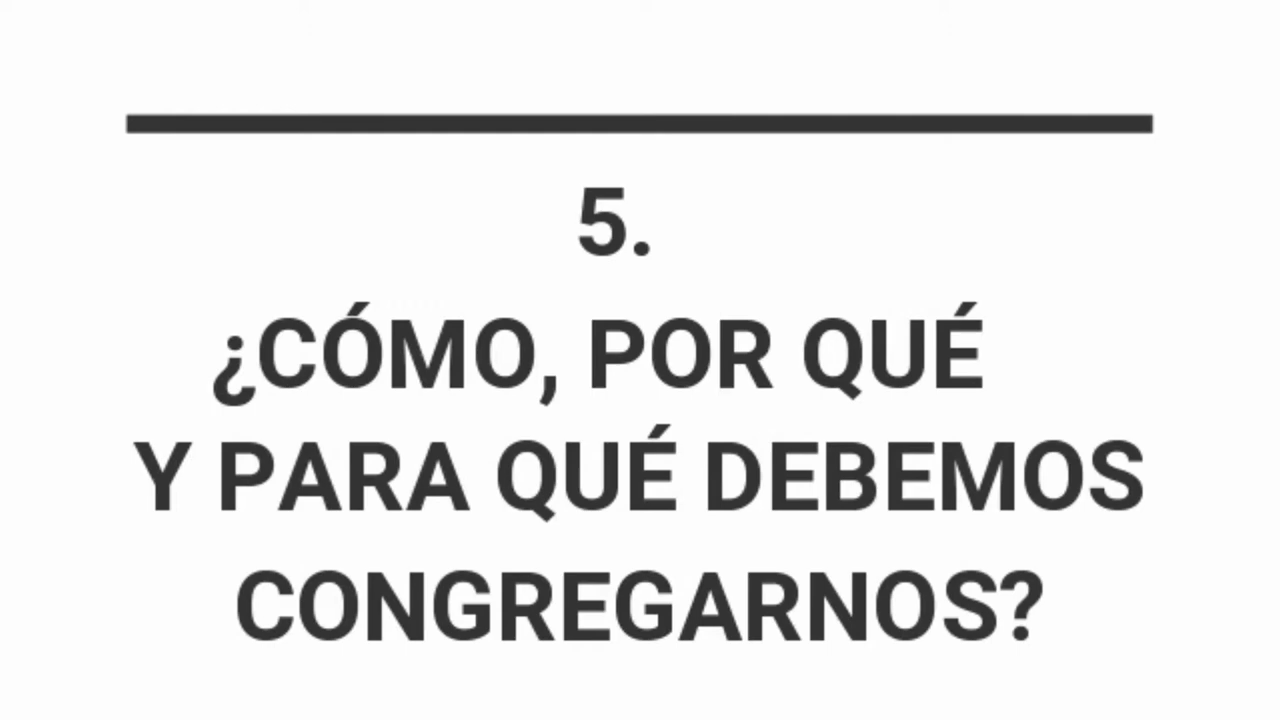 5.
¿CÓMO, POR QUÉ
Y PARA QUÉ DEBEMOS
CONGREGARNOS?